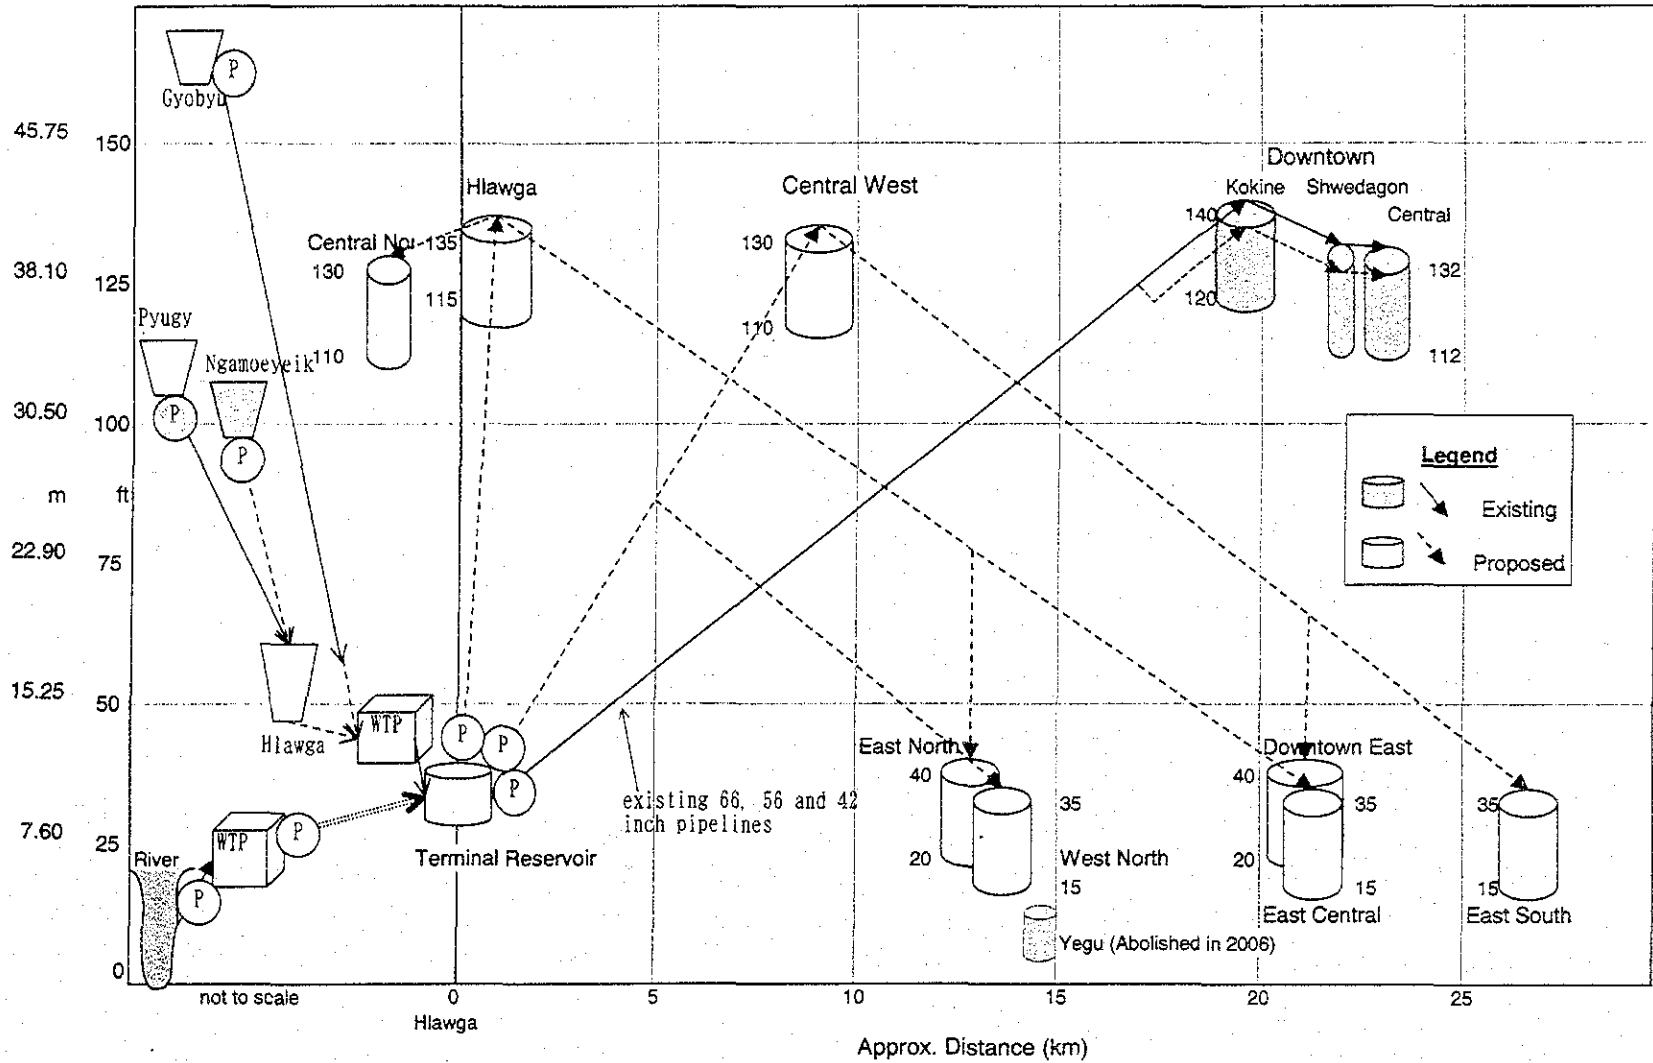 P
Gyobyu
45.75
150
Downtown
Hlawga
Central West
Kokine
Shwedagon
Central
140
Central Nor
135
130
130
132
38.10
125
115
120
110
110
112
Pyugy
Ngamoeyeik
P
P
30.50
100
Legend
m
ft
Existing
Proposed
22.90
75
15.25
50
WTP
Hlawga
P
P
P
East North
Downtown East
40
40
35
35
35
existing 66, 56 and 42
inch pipelines
7.60
25
WTP
P
River
Terminal Reservoir
20
West North
20
15
15
15
P
East Central
East South
Yegu (Abolished in 2006)
0
not to scale
0
5
10
15
20
25
Hlawga
Approx. Distance (km)